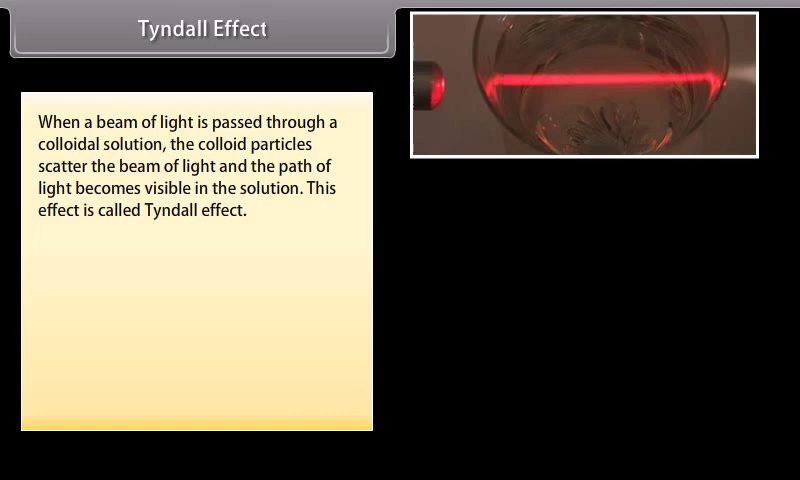 Tyndall Effect
When a beam of light is passed through a
colloidal solution, the colloid particles
scatter the beam of light and the path of
light becomes visible in the solution. This
effect is called Tyndall effect.